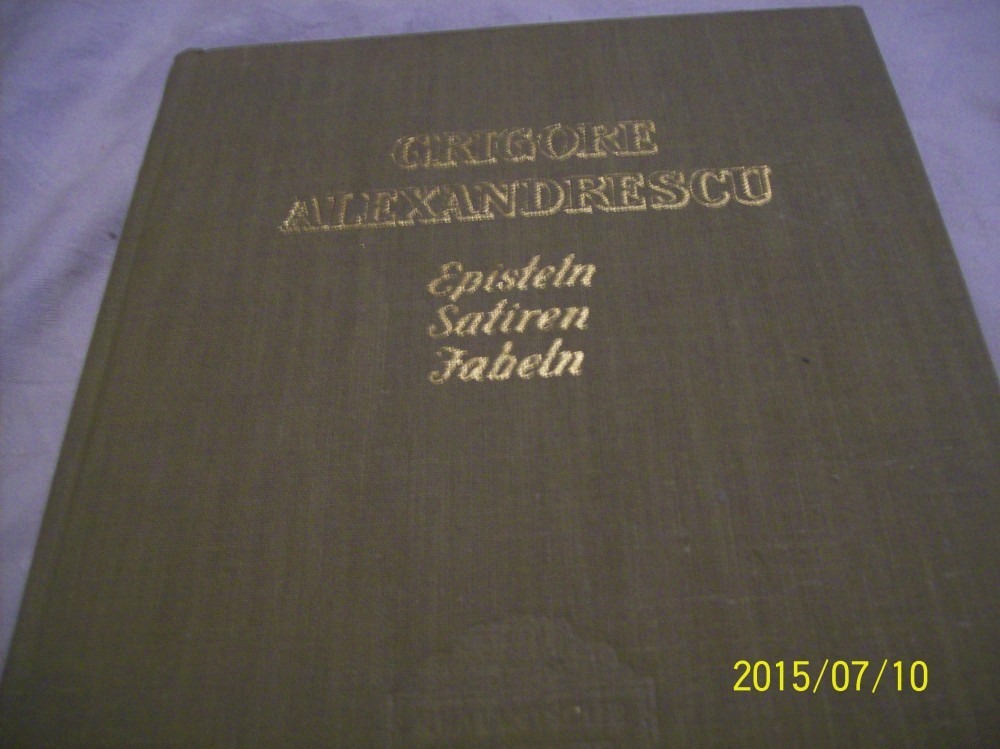 GRIGORE
ALEXANDRESCU
Episteln
Satiren
Fabeln
2015/07/10